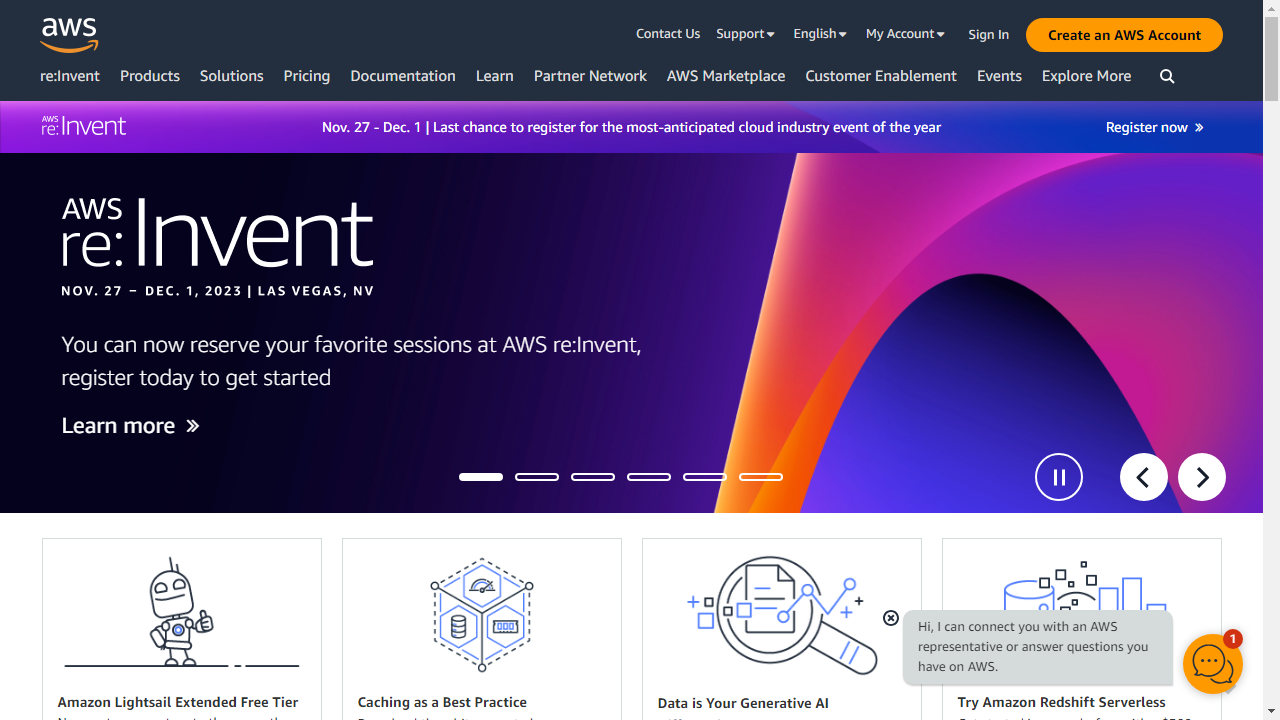 aws
Contact Us
Support
English
My Account
Sign In
Create an AWS Account
re:Invent
Products
Solutions
Pricing
Documentation
Learn
Partner Network
AWS Marketplace
Customer Enablement
Events
Explore More
AWS
re:Invent
Nov. 27 - Dec. 1 | Last chance to register for the most-anticipated cloud industry event of the year
Register now »
AWS
re:Invent
NOV. 27 – DEC. 1, 2023 | LAS VEGAS, NV
You can now reserve your favorite sessions at AWS re:Invent,
register today to get started
Learn more »
Hi, I can connect you with an AWS
representative or answer questions you
have on AWS.
1
Amazon Lightsail Extended Free Tier
Caching as a Best Practice
Data is Your Generative AI
Try Amazon Redshift Serverless